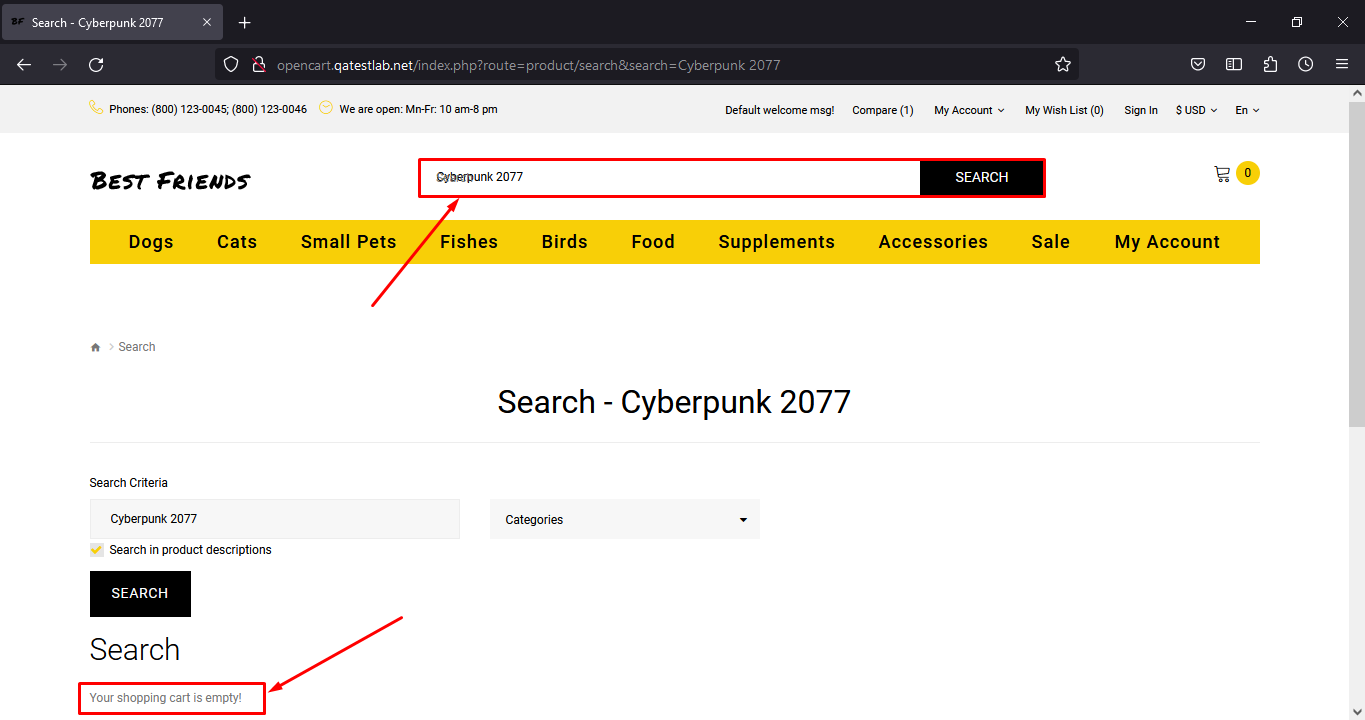 BF Search - Cyberpunk 2077
opencart.qatestlab.net/index.php?route=product/search&search=Cyberpunk 2077
Phones: (800) 123-0045; (800) 123-0046 We are open: Mn-Fr: 10 am-8 pm Default welcome msg! Compare (1) My Account My Wish List (0) Sign In $ USD En
Best Friends
Cyberpunk 2077 Search SEARCH 0
Dogs Cats Small Pets Fishes Birds Food Supplements Accessories Sale My Account
Search
Search - Cyberpunk 2077
Search Criteria
Cyberpunk 2077 Categories
Search in product descriptions
SEARCH
Search
Your shopping cart is empty!